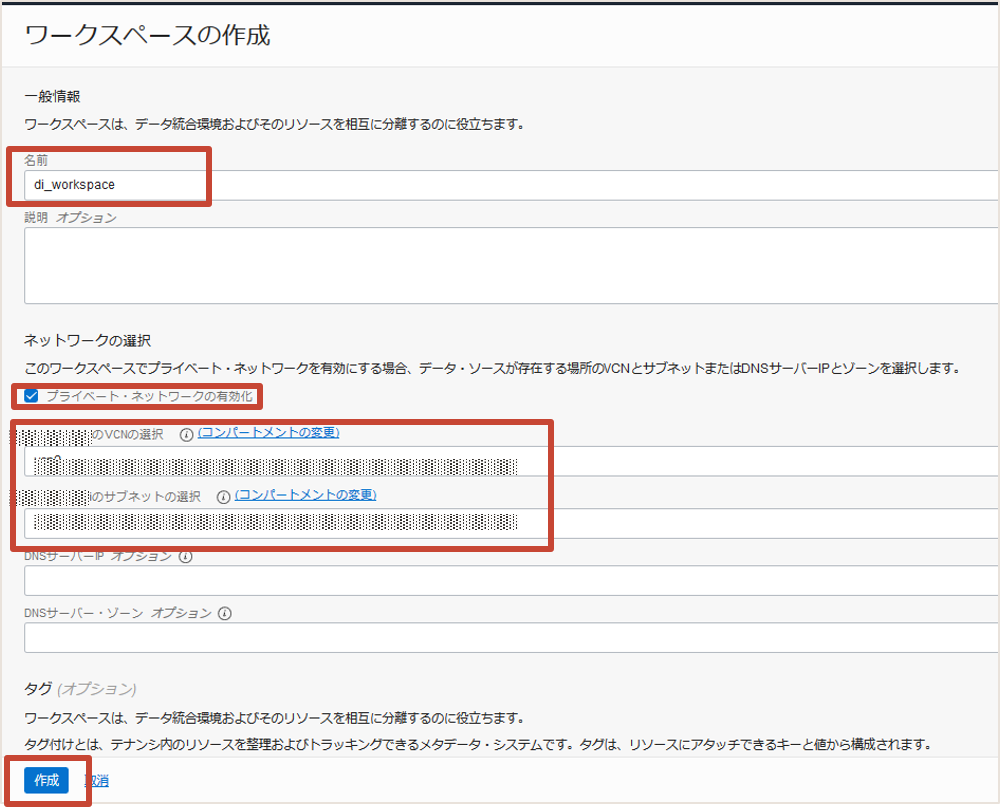 ワークスペースの作成
一般情報
ワークスペースは、データ統合環境およびそのリソースを相互に分離するのに役立ちます。
名前
di_workspace
説明 オプション
ネットワークの選択
このワークスペースでプライベート・ネットワークを有効にする場合、データ・ソースが存在する場所のVCNとサブネットまたはDNSサーバーIPとゾーンを選択します。
プライベート・ネットワークの有効化
のVCNの選択 (コンパートメントの変更)
のサブネットの選択 (コンパートメントの変更)
DNSサーバーIP オプション
DNSサーバー・ゾーン オプション
タグ (オプション)
ワークスペースは、データ統合環境およびそのリソースを相互に分離するのに役立ちます。
タグ付けとは、テナンシ内のリソースを整理およびトラッキングできるメタデータ・システムです。タグは、リソースにアタッチできるキーと値から構成されます。
作成 取消